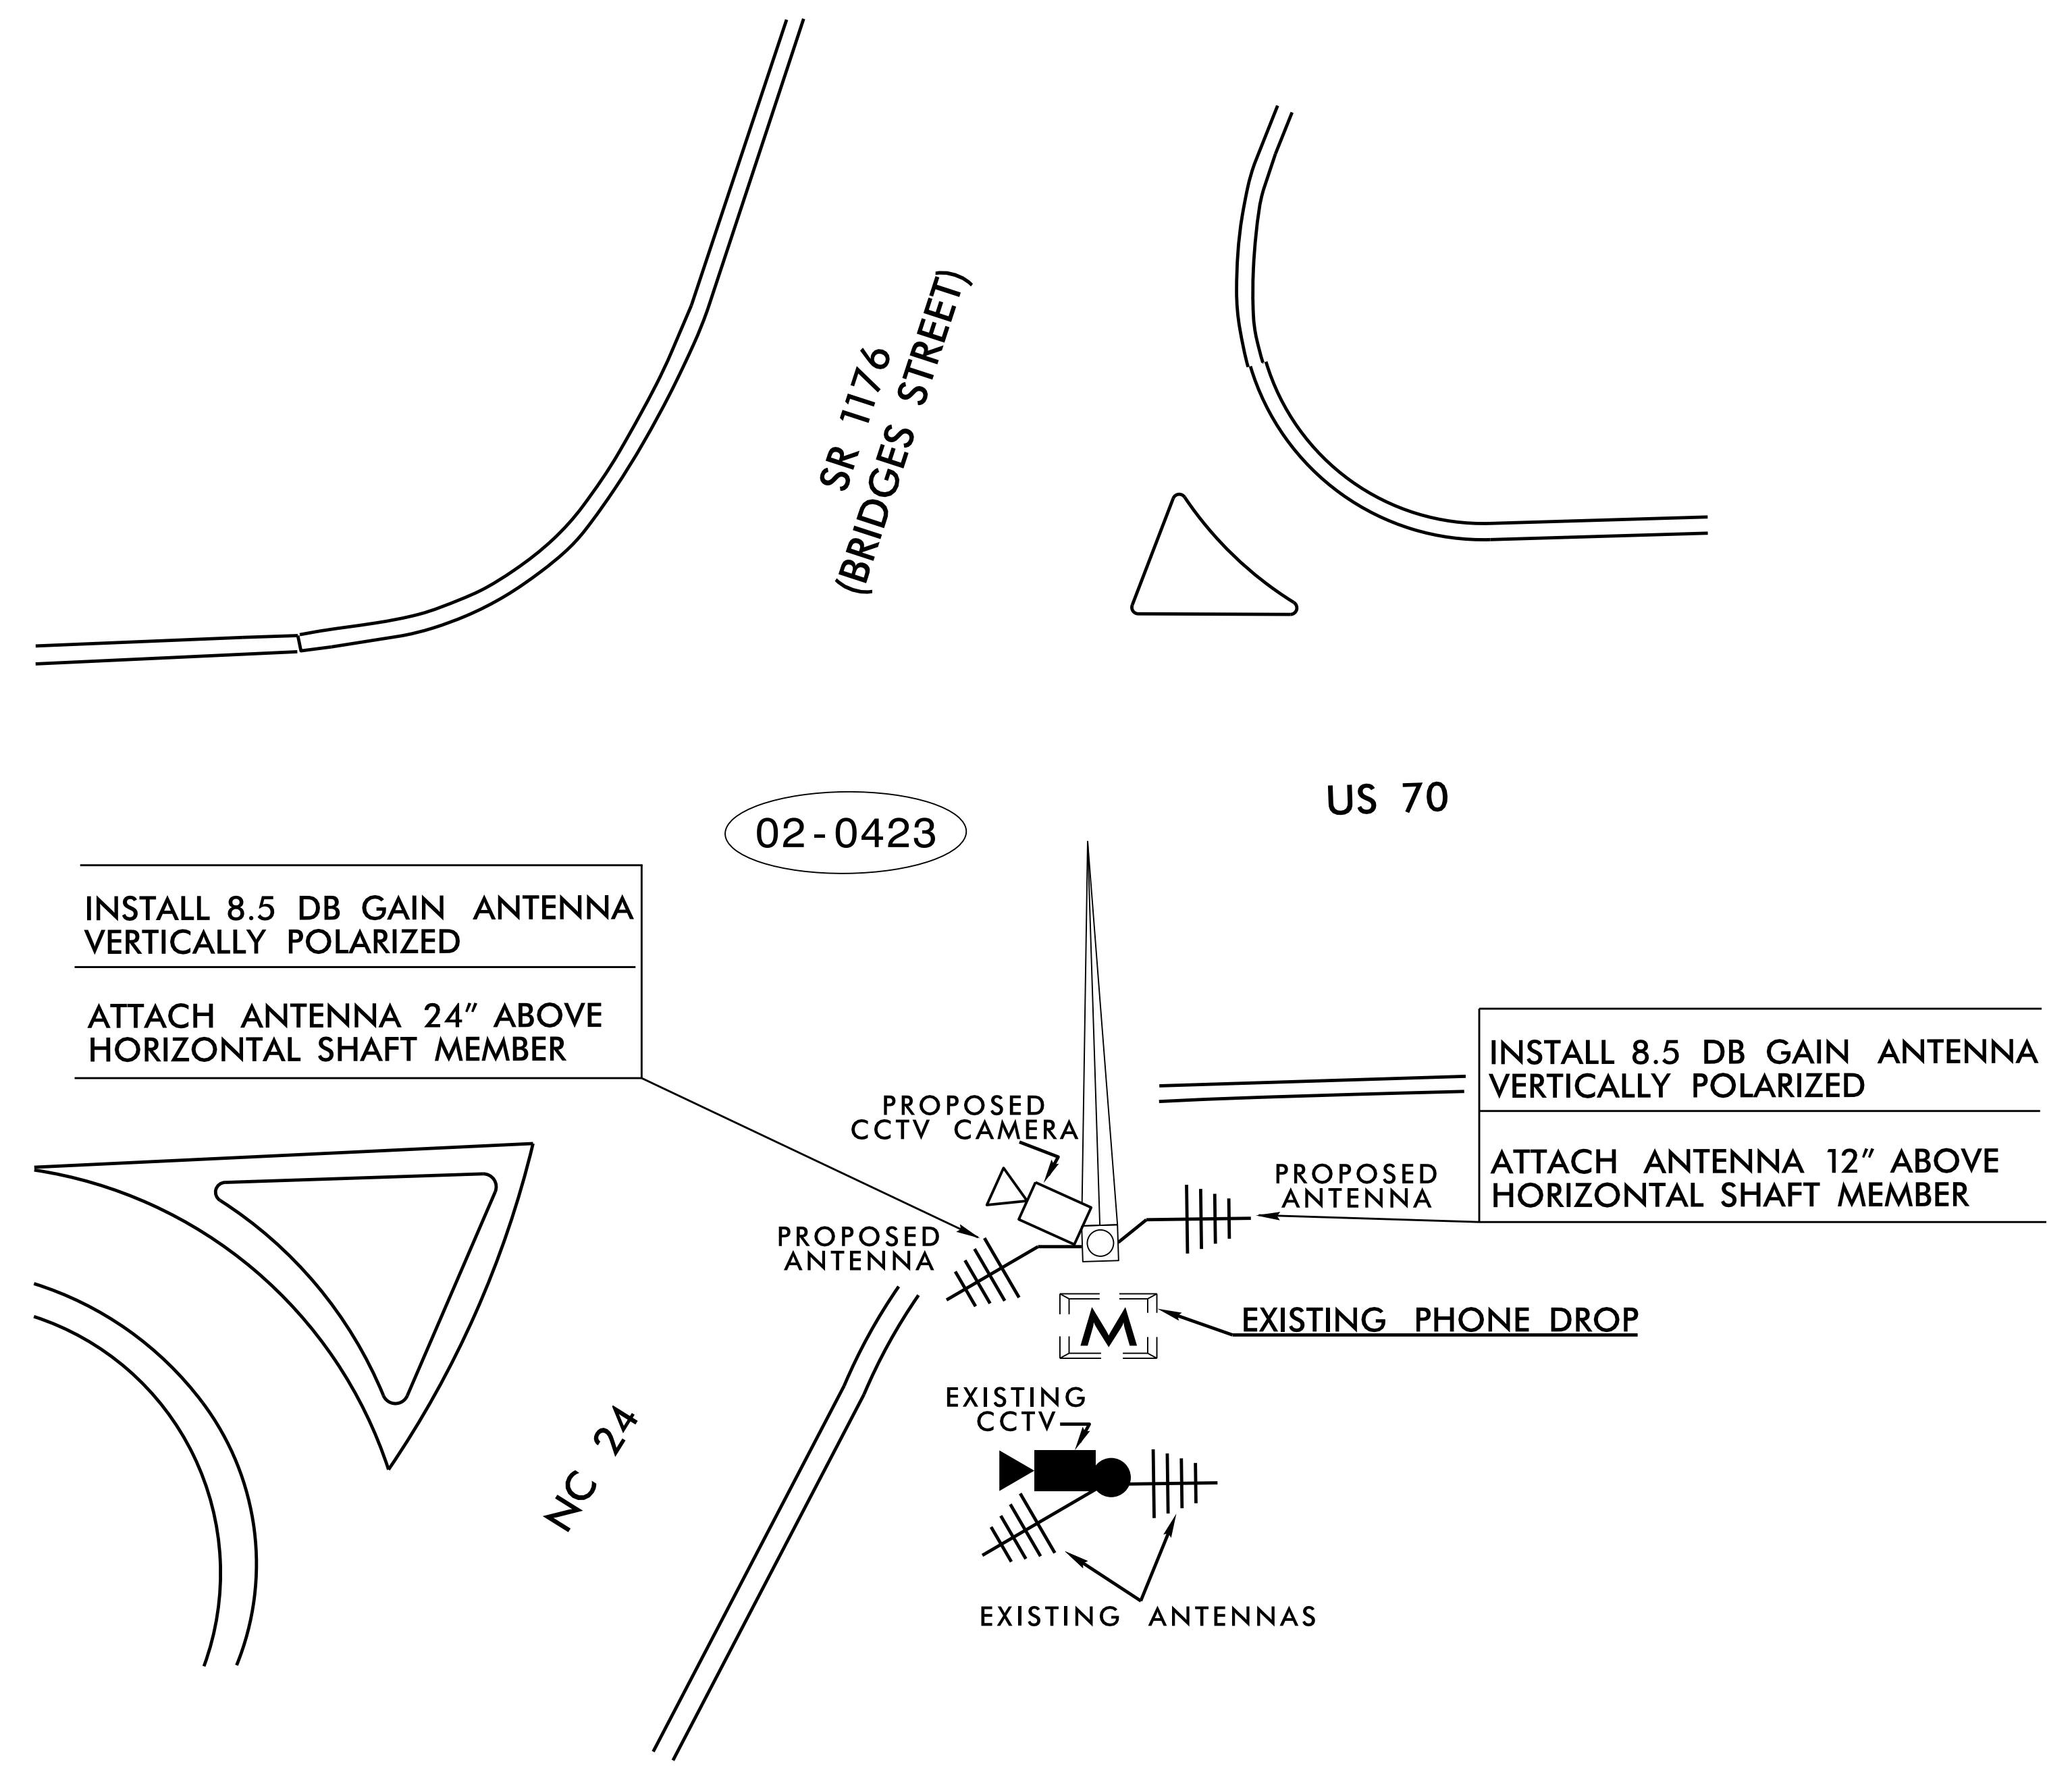 SR 1176
(BRIDGES STREET)
US 70
02-0423
INSTALL 8.5 DB GAIN ANTENNA
VERTICALLY POLARIZED
ATTACH ANTENNA 24" ABOVE
HORIZONTAL SHAFT MEMBER
INSTALL 8.5 DB GAIN ANTENNA
VERTICALLY POLARIZED
ATTACH ANTENNA 12" ABOVE
HORIZONTAL SHAFT MEMBER
PROPOSED
CCTV CAMERA
PROPOSED
ANTENNA
PROPOSED
ANTENNA
M
EXISTING PHONE DROP
EXISTING
CCTV
NC 24
EXISTING ANTENNAS